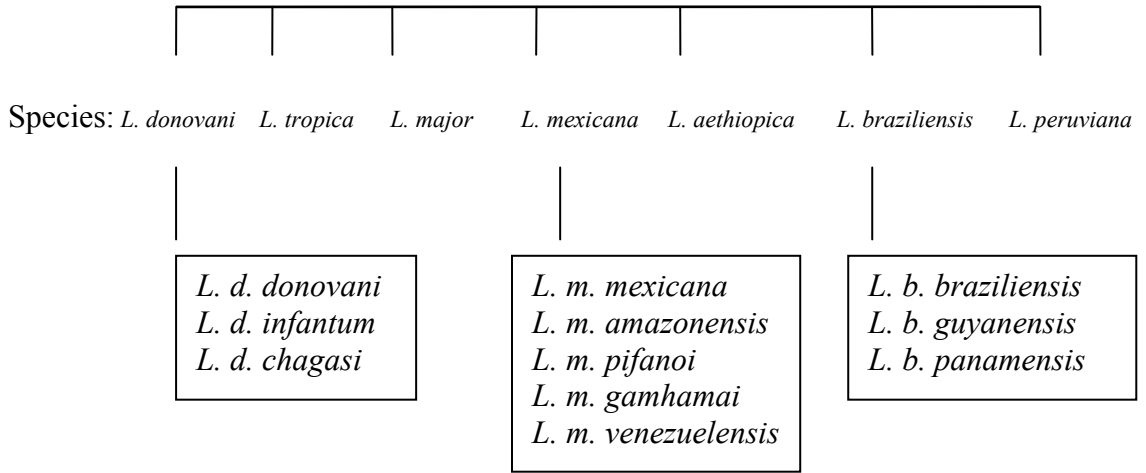 Species: L. donovani L. tropica L. major L. mexicana L. aethiopica L. braziliensis L. peruviana
L. d. donovani
L. d. infantum
L. d. chagasi
L. m. mexicana
L. m. amazonensis
L. m. pifanoi
L. m. gamhamai
L. m. venezuelensis
L. b. braziliensis
L. b. guyanensis
L. b. panamensis